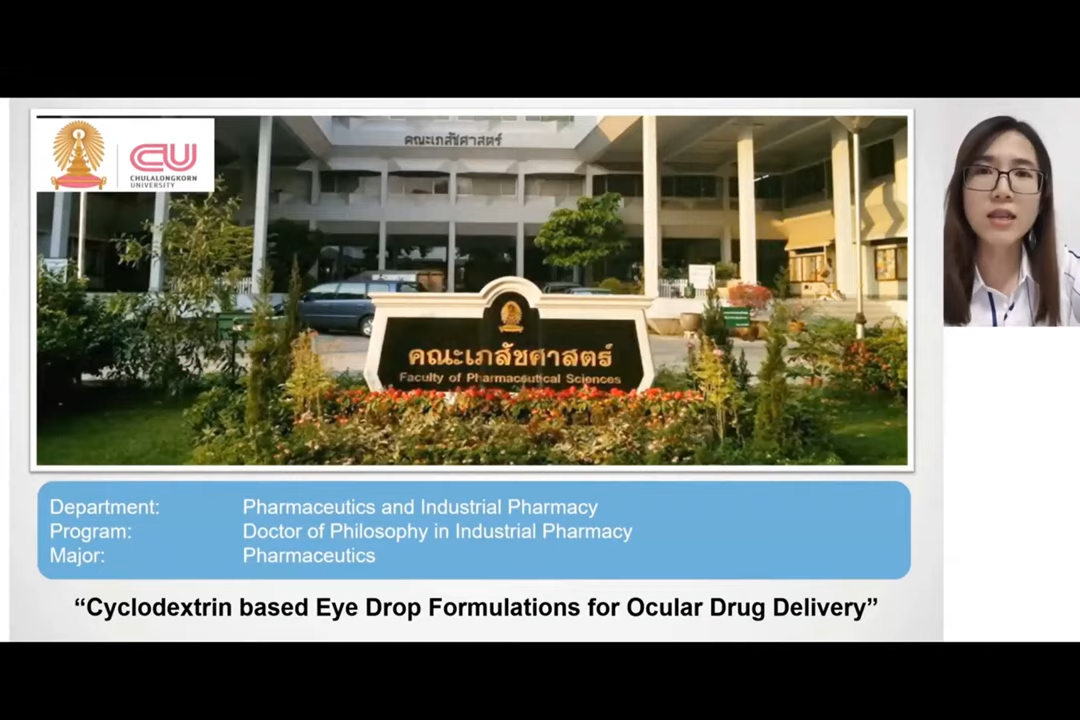 คณะเภสัชศาสตร์
CHULALONGKORN
UNIVERSITY
คณะเภสัชศาสตร์
Faculty of Pharmaceutical Sciences
Department: Pharmaceutics and Industrial Pharmacy
Program: Doctor of Philosophy in Industrial Pharmacy
Major: Pharmaceutics
“Cyclodextrin based Eye Drop Formulations for Ocular Drug Delivery”